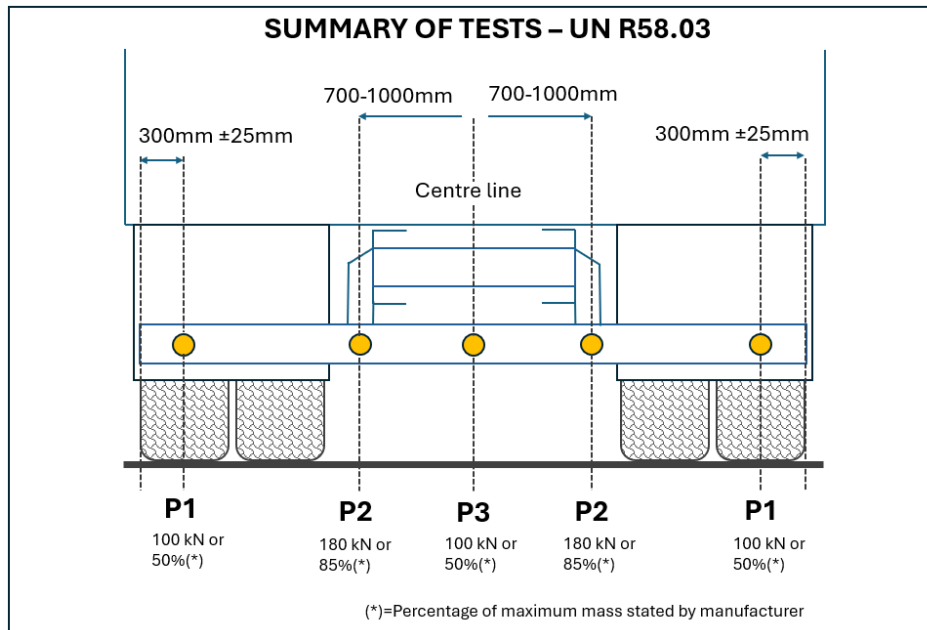 SUMMARY OF TESTS – UN R58.03
700-1000mm
700-1000mm
300mm ±25mm
300mm ±25mm
Centre line
P1
P2
P3
P2
P1
100 kN or
50%(*)
180 kN or
85%(*)
100 kN or
50%(*)
180 kN or
85%(*)
100 kN or
50%(*)
(*)=Percentage of maximum mass stated by manufacturer